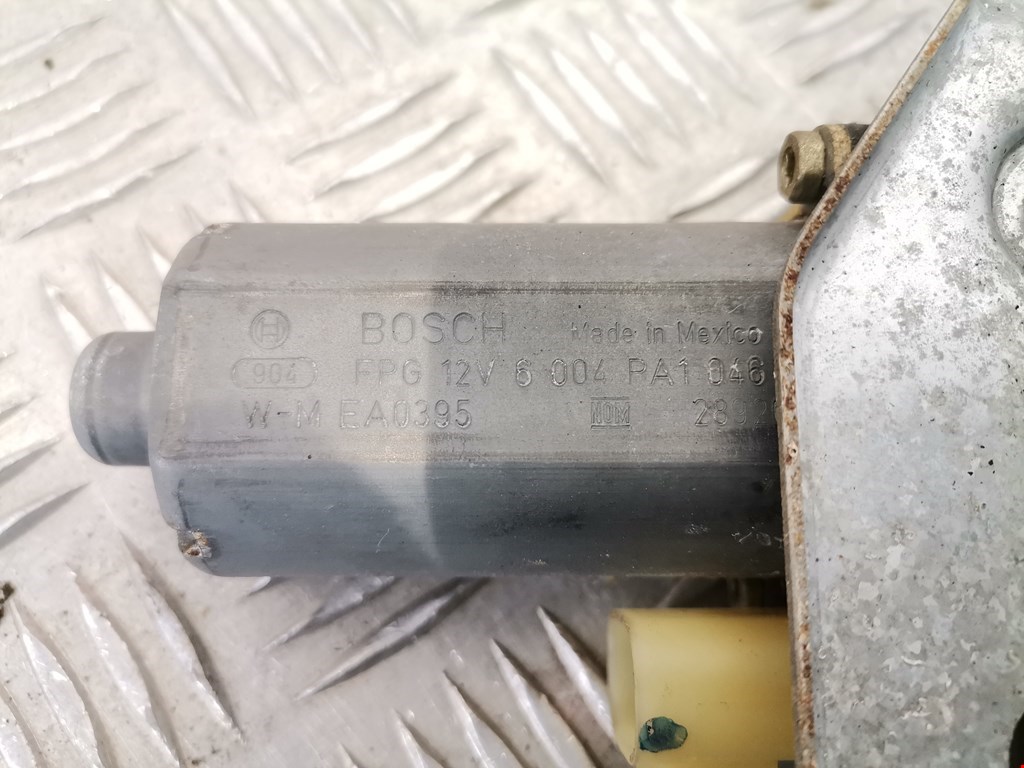 BOSCH Made in Mexico
904 FPG 12V 6 004 RA1 046
W-M EA0395 NOM